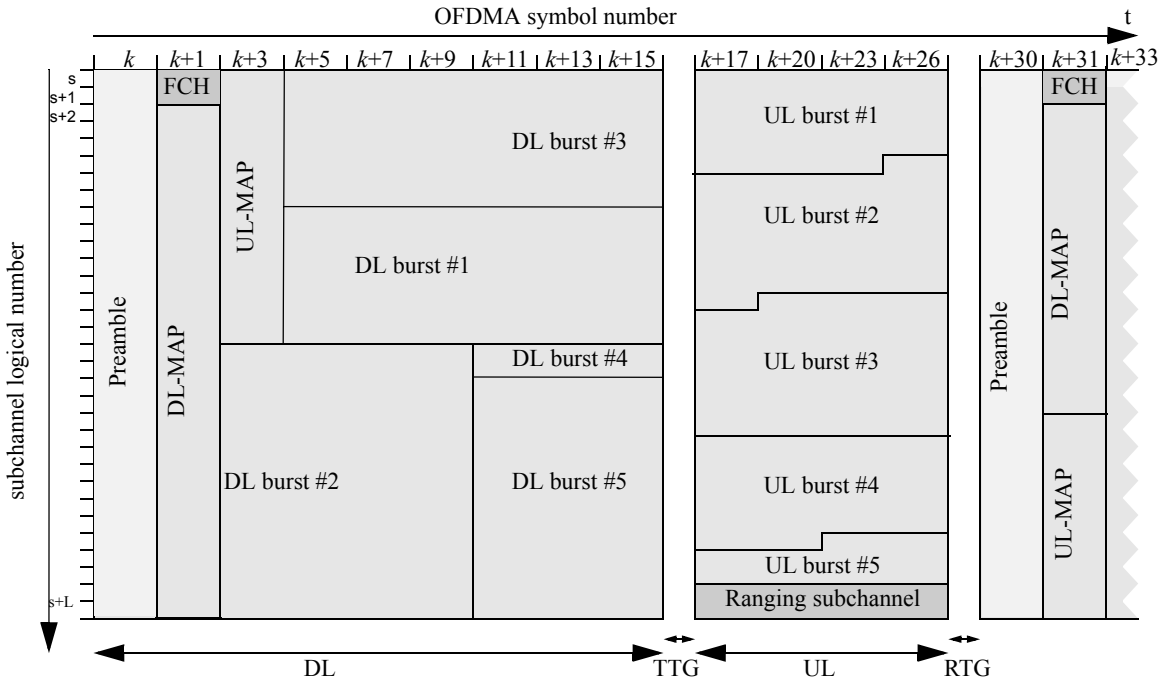 OFDMA symbol number
t
k
k+1
k+3
k+5
k+7
k+9
k+11
k+13
k+15
k+17
k+20
k+23
k+26
k+30
k+31
k+33
subchannel logical number
s
s+1
s+2
s+L
Preamble
FCH
DL-MAP
UL-MAP
DL burst #3
DL burst #1
DL burst #4
DL burst #2
DL burst #5
UL burst #1
UL burst #2
UL burst #3
UL burst #4
UL burst #5
Ranging subchannel
Preamble
FCH
DL-MAP
UL-MAP
DL
TTG
UL
RTG